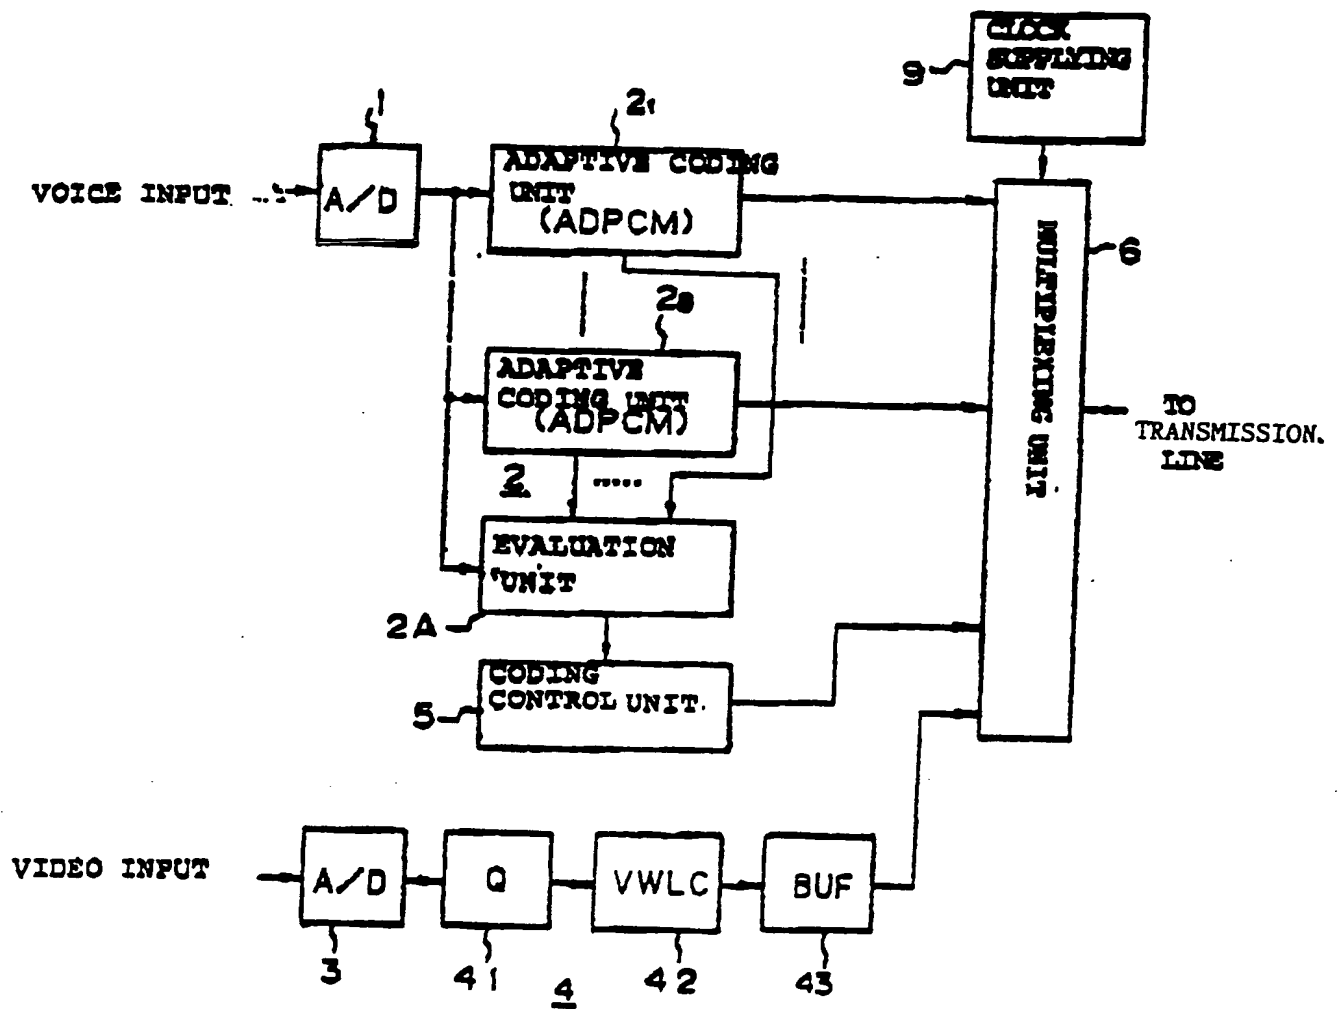 CLOCK
SUPPLYING
UNIT
9
1
2₁
VOICE INPUT
A/D
ADAPTIVE CODING
UNIT
(ADPCM)
MULTIPLEXING UNIT
6
2₈
ADAPTIVE
CODING UNIT
(ADPCM)
TO
TRANSMISSION.
LINE
2
.....
EVALUATION
UNIT
2A
CODING
CONTROL UNIT.
5
VIDEO INPUT
A/D
Q
VWLC
BUF
3
41
42
43
4